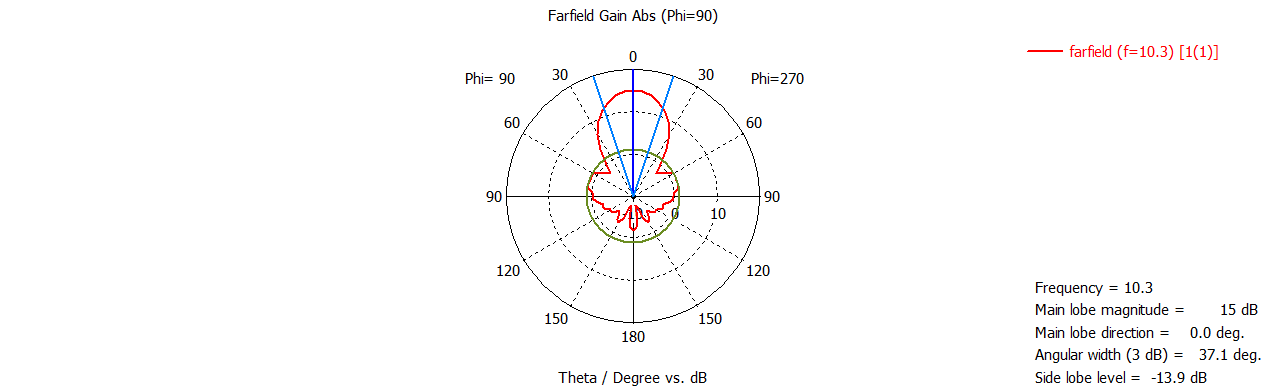 Farfield Gain Abs (Phi=90)
farfield (f=10.3) [1(1)]
0
30 30
Phi= 90 Phi=270
60 60
90 90
0 10
120 120
150 150
180
Theta / Degree vs. dB
Frequency = 10.3
Main lobe magnitude = 15 dB
Main lobe direction = 0.0 deg.
Angular width (3 dB) = 37.1 deg.
Side lobe level = -13.9 dB